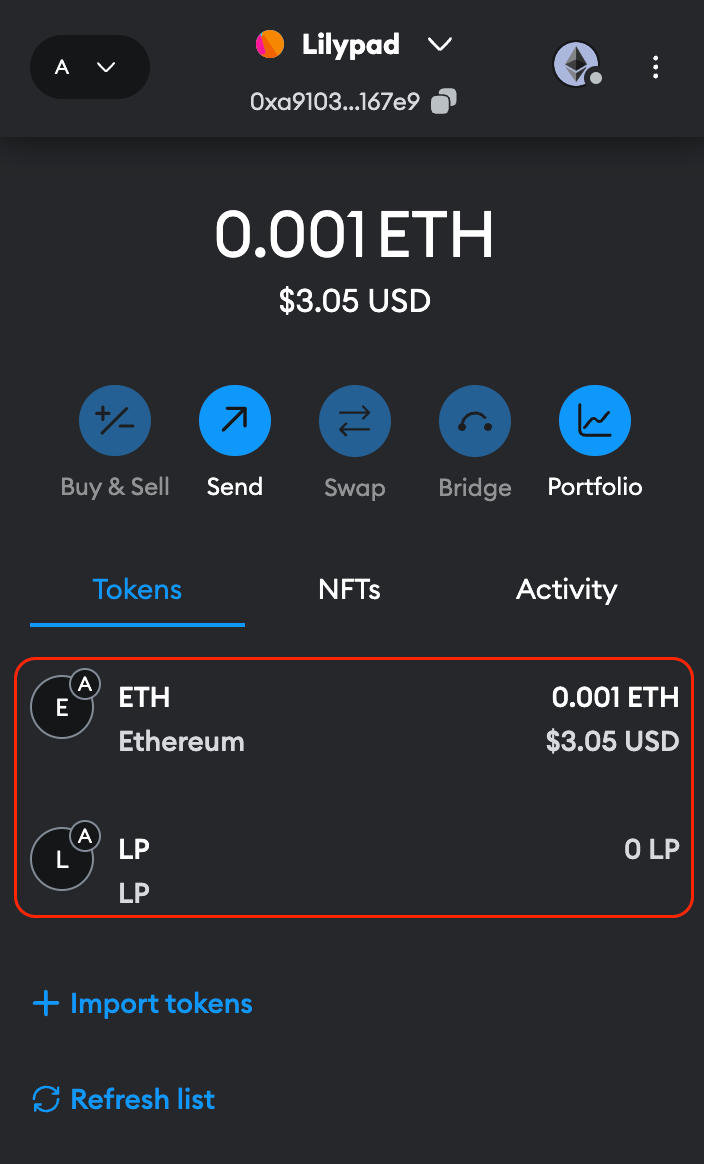 A
Lilypad
0xa9103...167e9
0.001 ETH
$3.05 USD
Buy & Sell
Send
Swap
Bridge
Portfolio
Tokens
NFTs
Activity
E
A
ETH
0.001 ETH
Ethereum
$3.05 USD
L
A
LP
0 LP
LP
Import tokens
Refresh list